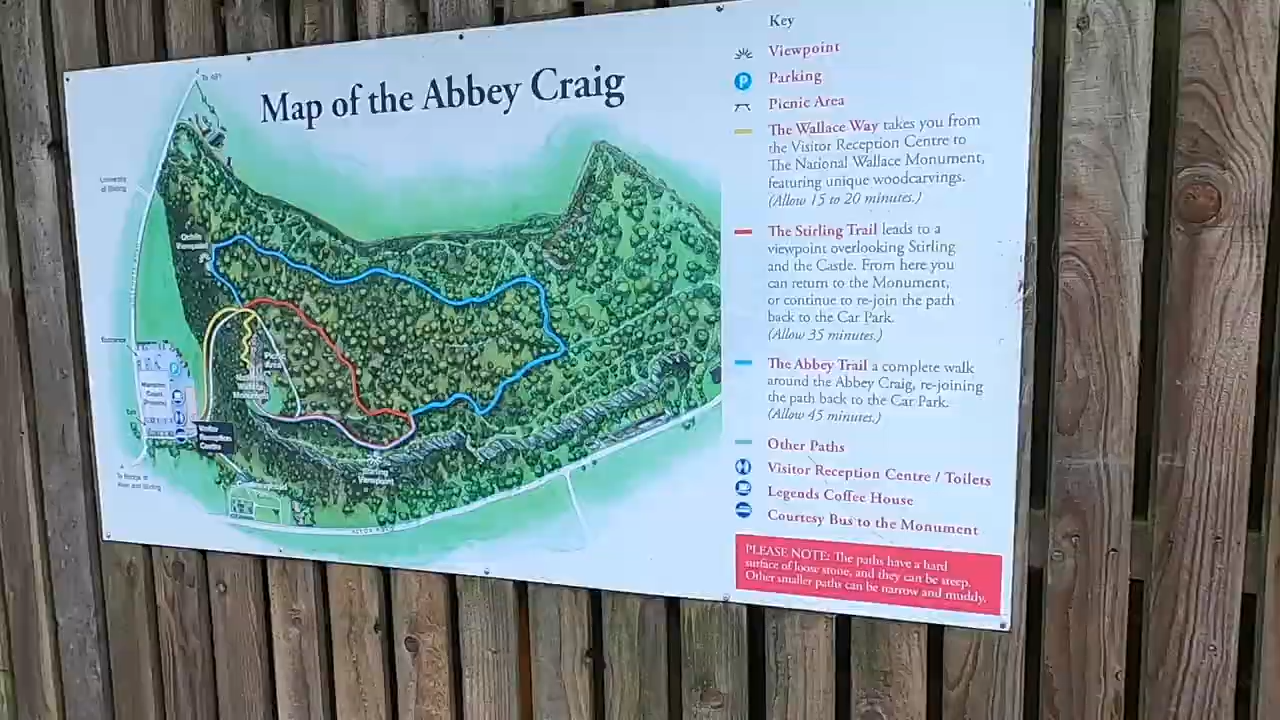 Map of the Abbey Craig
To A91
University
of Stirling
Ochils
Viewpoint
Entrance
Picnic
Area
Monument
Visitor
Reception
Centre
Viewpoint
Key
Viewpoint
P Parking
Picnic Area
The Wallace Way takes you from
the Visitor Reception Centre to
The National Wallace Monument,
featuring unique woodcarvings.
(Allow 15 to 20 minutes.)
The Stirling Trail leads to a
viewpoint overlooking Stirling
and the Castle. From here you
can return to the Monument,
or continue to re-join the path
back to the Car Park.
(Allow 35 minutes.)
The Abbey Trail a complete walk
around the Abbey Craig, re-joining
the path back to the Car Park.
(Allow 45 minutes.)
Other Paths
Visitor Reception Centre / Toilets
Legends Coffee House
Courtesy Bus to the Monument
PLEASE NOTE: The paths have a hard
surface of loose stone, and they can be steep.
Other smaller paths can be narrow and muddy.